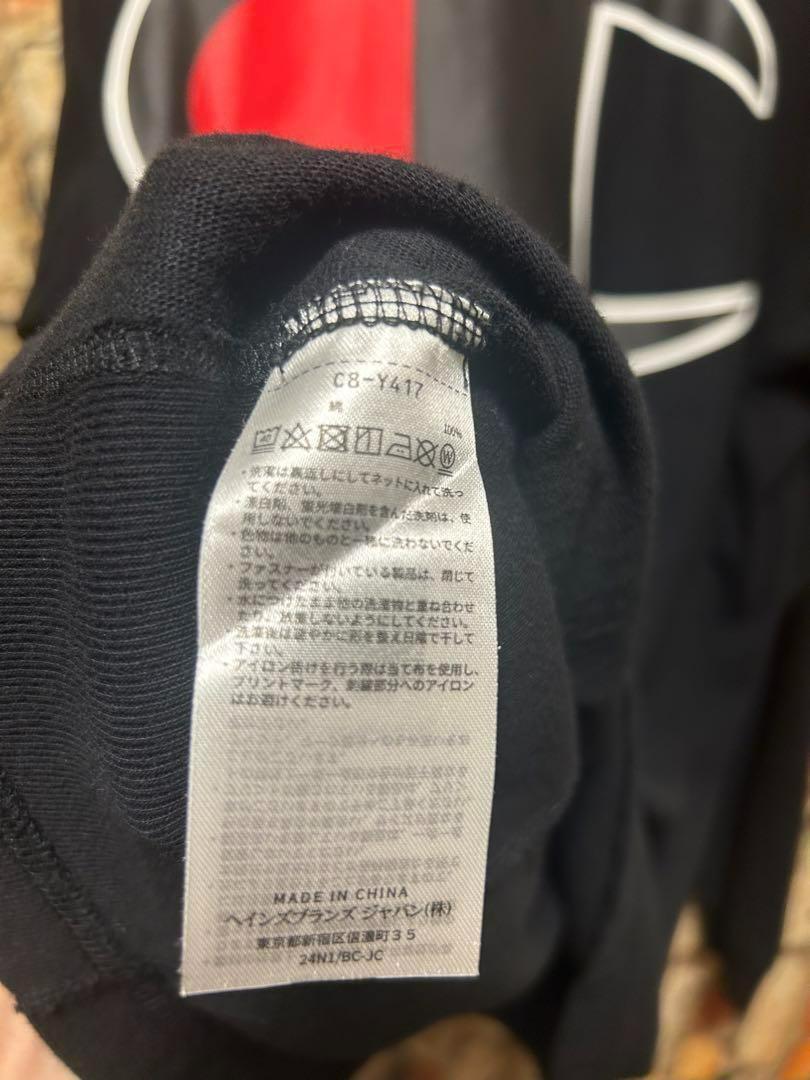 C8-Y417
綿
100%
40
W
・洗濯は裏返しにしてネットに入れて洗っ
てください。
・漂白剤、蛍光増白剤を含んだ洗剤は、使
用しないでください。
・色物は他のものと一緒に洗わないでくだ
さい。
・ファスナーが付いている製品は、閉じて
洗ってください。
・水につけたまま他の洗濯物と重ね合わせ
たり、放置しないようにしてください。
洗濯後は速やかに形を整え日陰で干して
下さい。
・アイロン掛けを行う際は当て布を使用し、
プリントマーク、刺繍部分へのアイロン
はお避けください。
MADE IN CHINA
ヘインズブランズ ジャパン(株)
東京都新宿区信濃町35
24N1/BC-JC